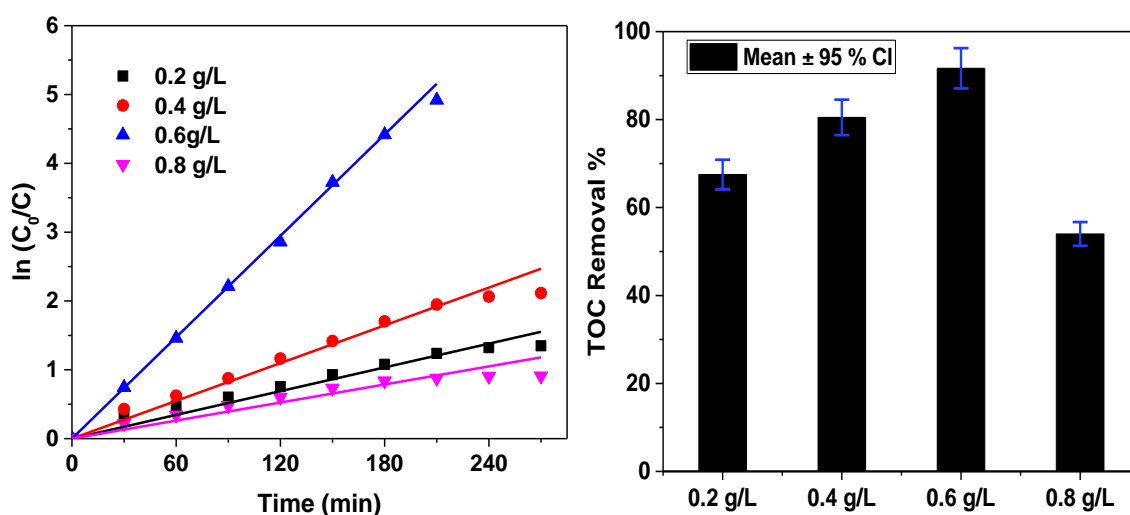 6
5
4
3
2
1
0
ln (C₀/C)
0.2 g/L
0.4 g/L
0.6g/L
0.8 g/L
0
60
120
180
240
Time (min)
100
80
60
40
20
0
TOC Removal %
Mean ± 95 % CI
0.2 g/L
0.4 g/L
0.6 g/L
0.8 g/L